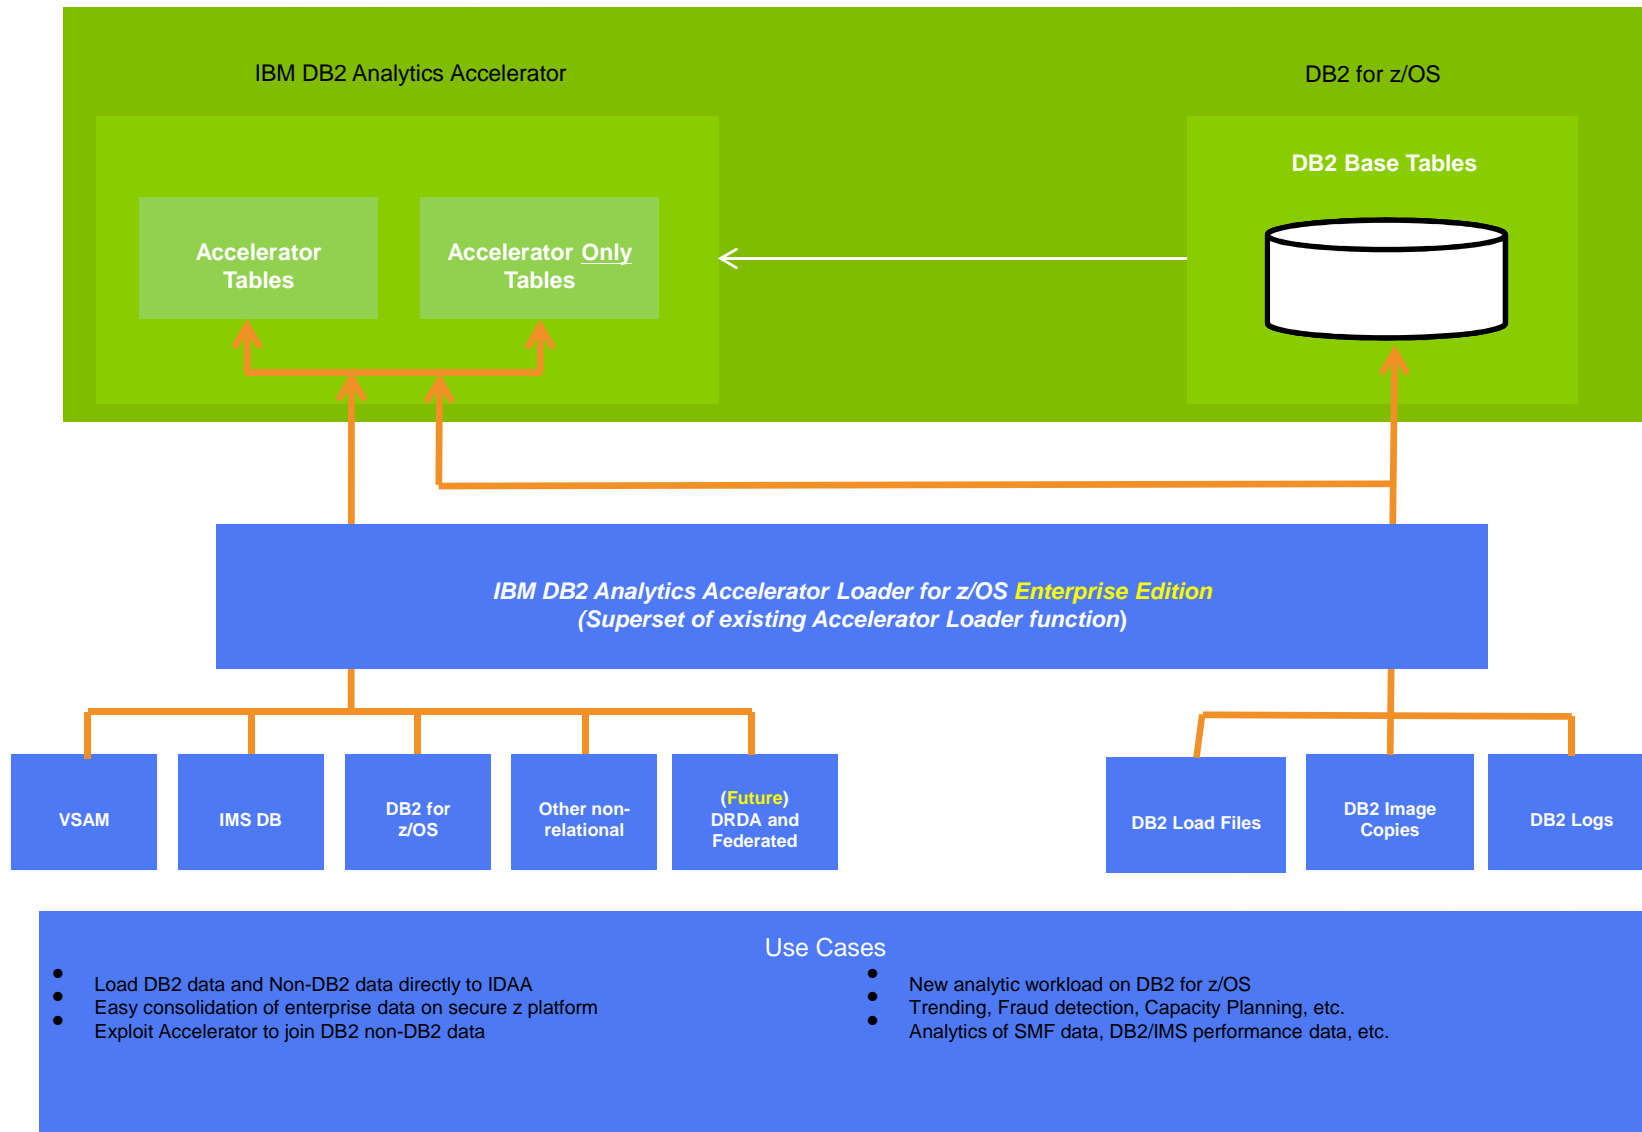 IBM DB2 Analytics Accelerator
DB2 for z/OS
DB2 Base Tables
Accelerator
Tables
Accelerator Only
Tables
IBM DB2 Analytics Accelerator Loader for z/OS Enterprise Edition
(Superset of existing Accelerator Loader function)
VSAM
IMS DB
DB2 for
z/OS
Other non-
relational
(Future)
DRDA and
Federated
DB2 Load Files
DB2 Image
Copies
DB2 Logs
Use Cases
• Load DB2 data and Non-DB2 data directly to IDAA
• Easy consolidation of enterprise data on secure z platform
• Exploit Accelerator to join DB2 non-DB2 data
• New analytic workload on DB2 for z/OS
• Trending, Fraud detection, Capacity Planning, etc.
• Analytics of SMF data, DB2/IMS performance data, etc.